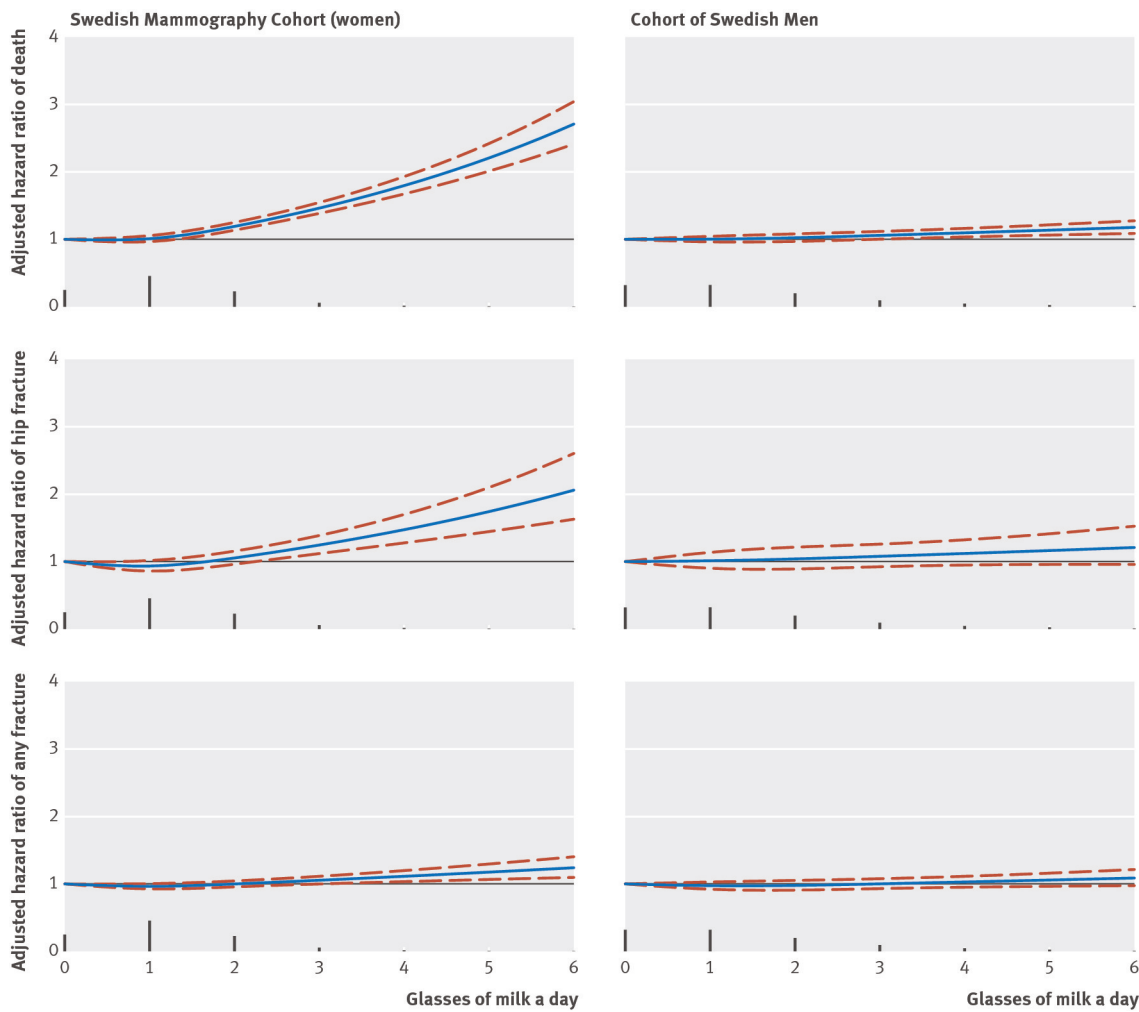 Swedish Mammography Cohort (women)
Cohort of Swedish Men
Adjusted hazard ratio of death
4
3
2
1
0
Adjusted hazard ratio of hip fracture
4
3
2
1
0
Adjusted hazard ratio of any fracture
4
3
2
1
0
0 1 2 3 4 5 6
0 1 2 3 4 5 6
Glasses of milk a day
Glasses of milk a day